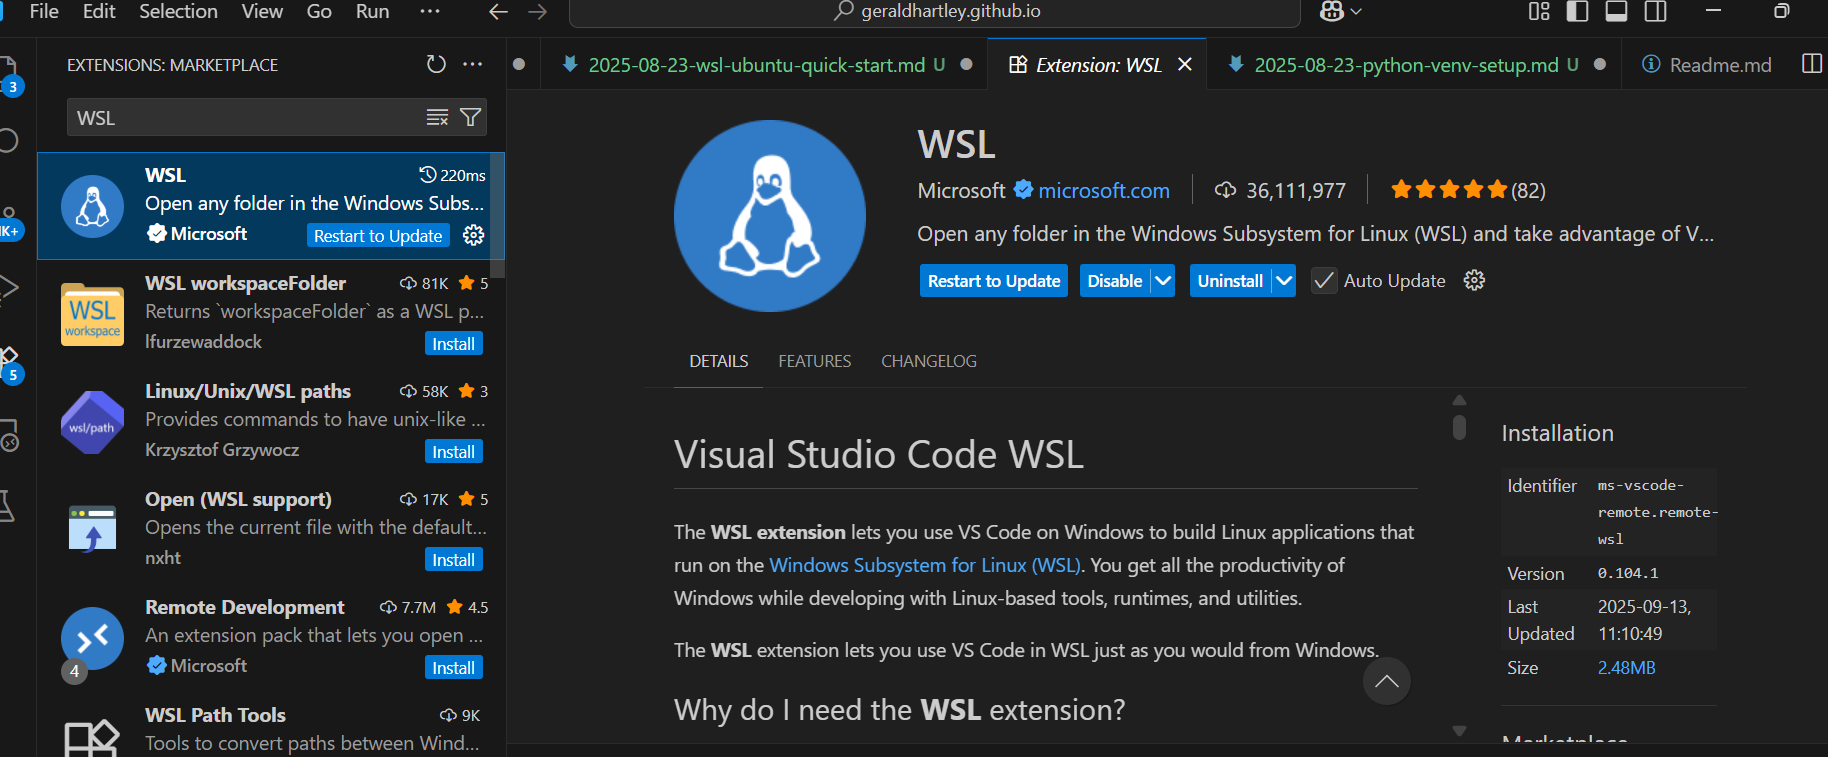 File Edit Selection View Go Run ···
geraldhartley.github.io
3
K+
5
EXTENSIONS: MARKETPLACE
WSL
WSL 220ms
Open any folder in the Windows Subs...
Microsoft Restart to Update
WSL workspaceFolder 81K 5
WSL
workspace
Returns `workspaceFolder` as a WSL p...
lfurzewaddock Install
Linux/Unix/WSL paths 58K 3
wsl/path
Provides commands to have unix-like ...
Krzysztof Grzywocz Install
Open (WSL support) 17K 5
Opens the current file with the default...
nxht Install
Remote Development 7.7M 4.5
An extension pack that lets you open ...
4 Microsoft Install
WSL Path Tools 9K
Tools to convert paths between Wind...
2025-08-23-wsl-ubuntu-quick-start.md U
Extension: WSL
2025-08-23-python-venv-setup.md U
Readme.md
WSL
Microsoft microsoft.com 36,111,977 (82)
Open any folder in the Windows Subsystem for Linux (WSL) and take advantage of V...
Restart to Update Disable Uninstall Auto Update
DETAILS FEATURES CHANGELOG
Visual Studio Code WSL
The WSL extension lets you use VS Code on Windows to build Linux applications that
run on the Windows Subsystem for Linux (WSL). You get all the productivity of
Windows while developing with Linux-based tools, runtimes, and utilities.
The WSL extension lets you use VS Code in WSL just as you would from Windows.
Why do I need the WSL extension?
Installation
Identifier ms-vscode-
remote.remote-
wsl
Version 0.104.1
Last 2025-09-13,
Updated 11:10:49
Size 2.48MB
Marketplace